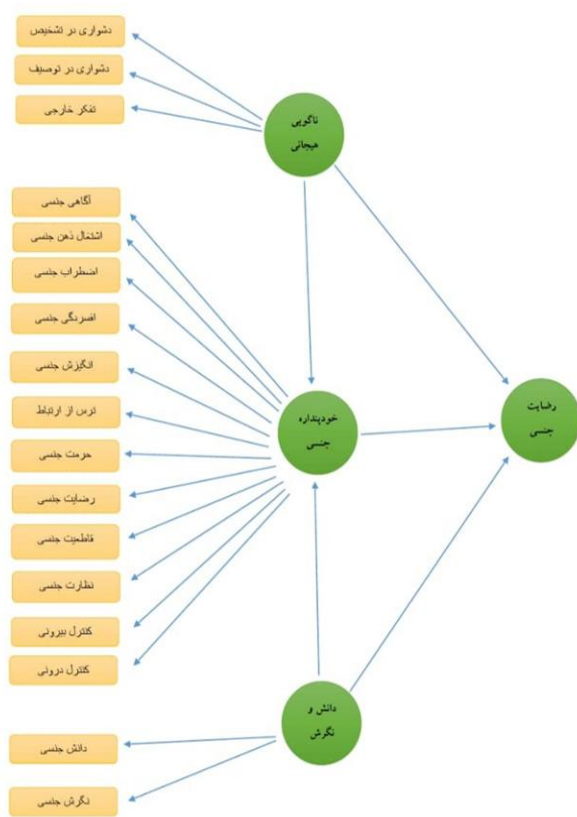 دشواری در تشخیص
دشواری در توصیف
تفکر خارجی
ناگویی
هیجانی
آگاهی جنسی
اشتغال ذهن جنسی
اضطراب جنسی
افسردگی جنسی
انگیزش جنسی
ترس از ارتباط
حرمت جنسی
رضایت جنسی
قاطعیت جنسی
نظارت جنسی
کنترل بیرونی
کنترل درونی
خودپنداره
جنسی
رضایت
جنسی
دانش و
نگرش
دانش جنسی
نگرش جنسی